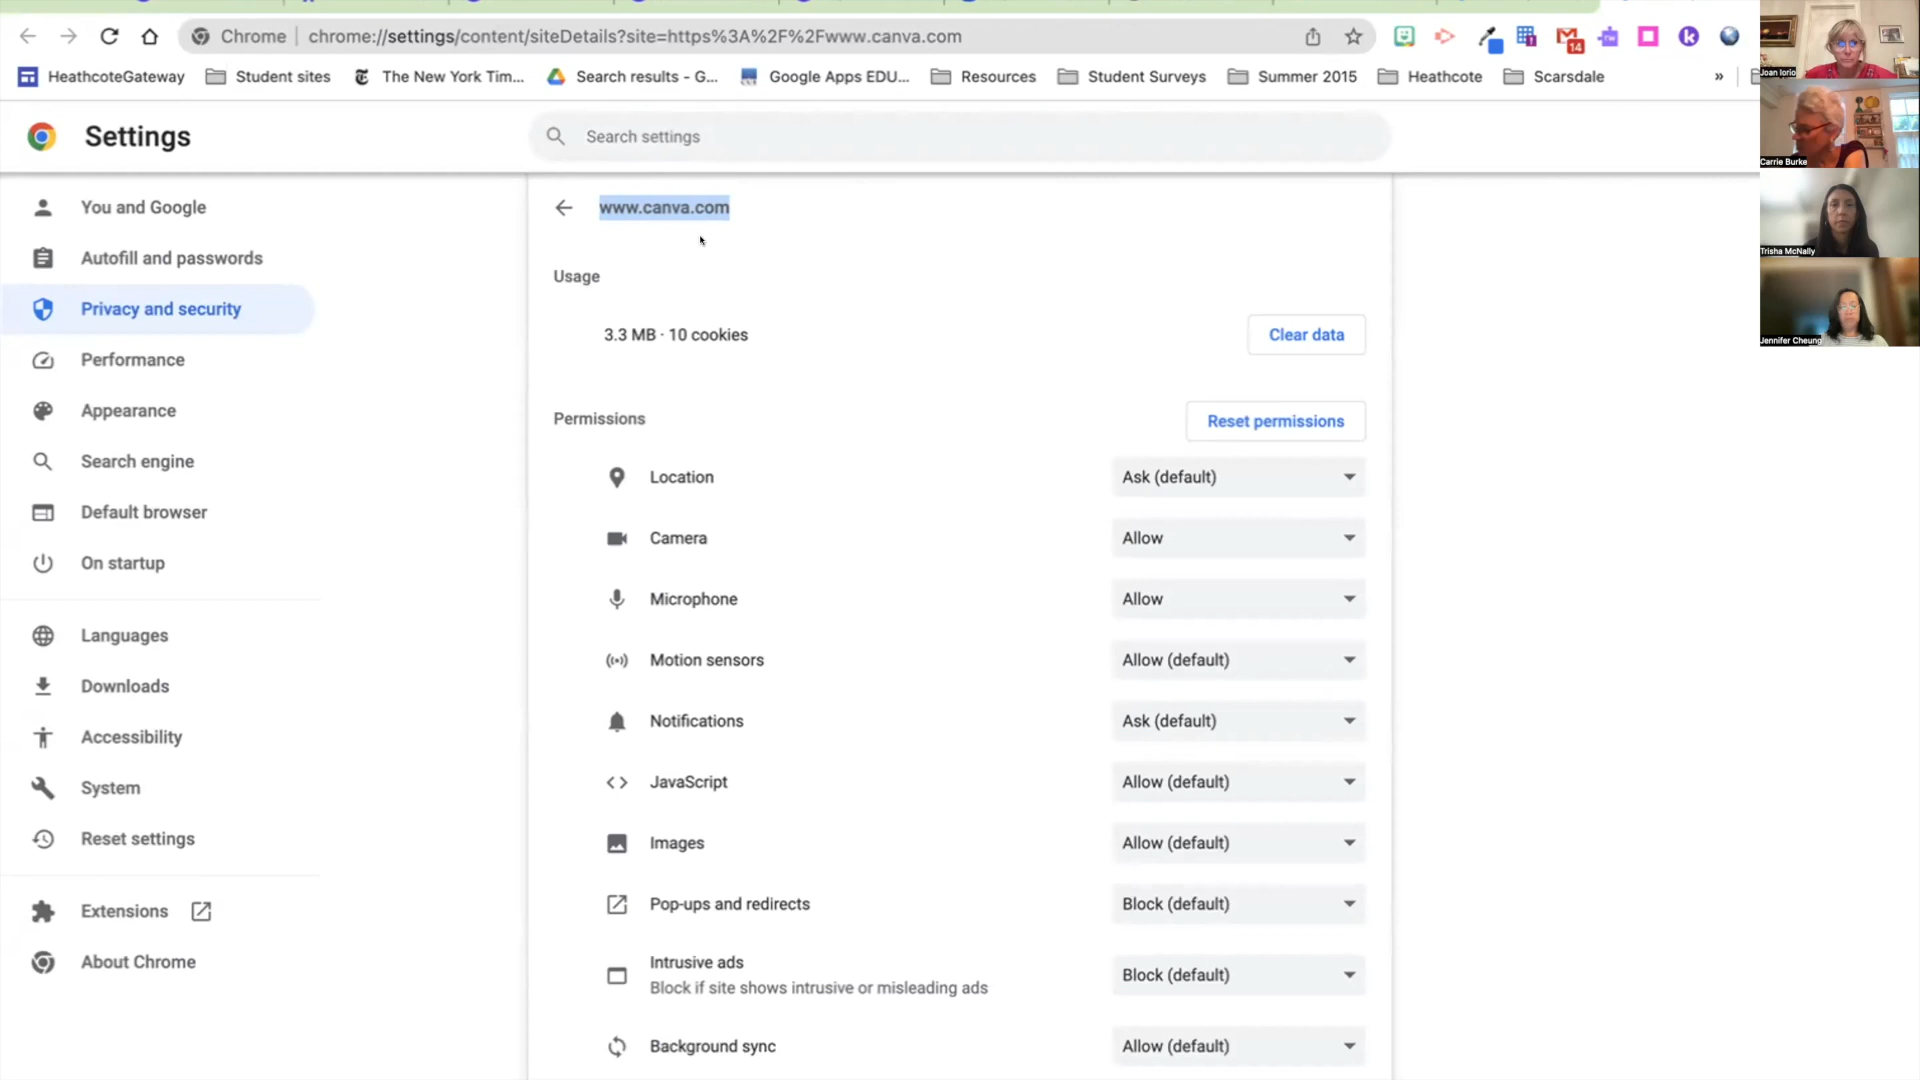 Chrome
chrome://settings/content/siteDetails?site=https%3A%2F%2Fwww.canva.com
14
HeathcoteGateway
Student sites
The New York Tim...
Search results - G...
Google Apps EDU...
Resources
Student Surveys
Summer 2015
Heathcote
Scarsdale
»
Settings
Search settings
You and Google
Autofill and passwords
Privacy and security
Performance
Appearance
Search engine
Default browser
On startup
Languages
Downloads
Accessibility
System
Reset settings
Extensions
About Chrome
www.canva.com
Usage
3.3 MB · 10 cookies
Clear data
Permissions
Reset permissions
Location
Ask (default)
Camera
Allow
Microphone
Allow
Motion sensors
Allow (default)
Notifications
Ask (default)
JavaScript
Allow (default)
Images
Allow (default)
Pop-ups and redirects
Block (default)
Intrusive ads
Block if site shows intrusive or misleading ads
Block (default)
Background sync
Allow (default)
Joan Iorio
Carrie Burke
Trisha McNally
Jennifer Cheung